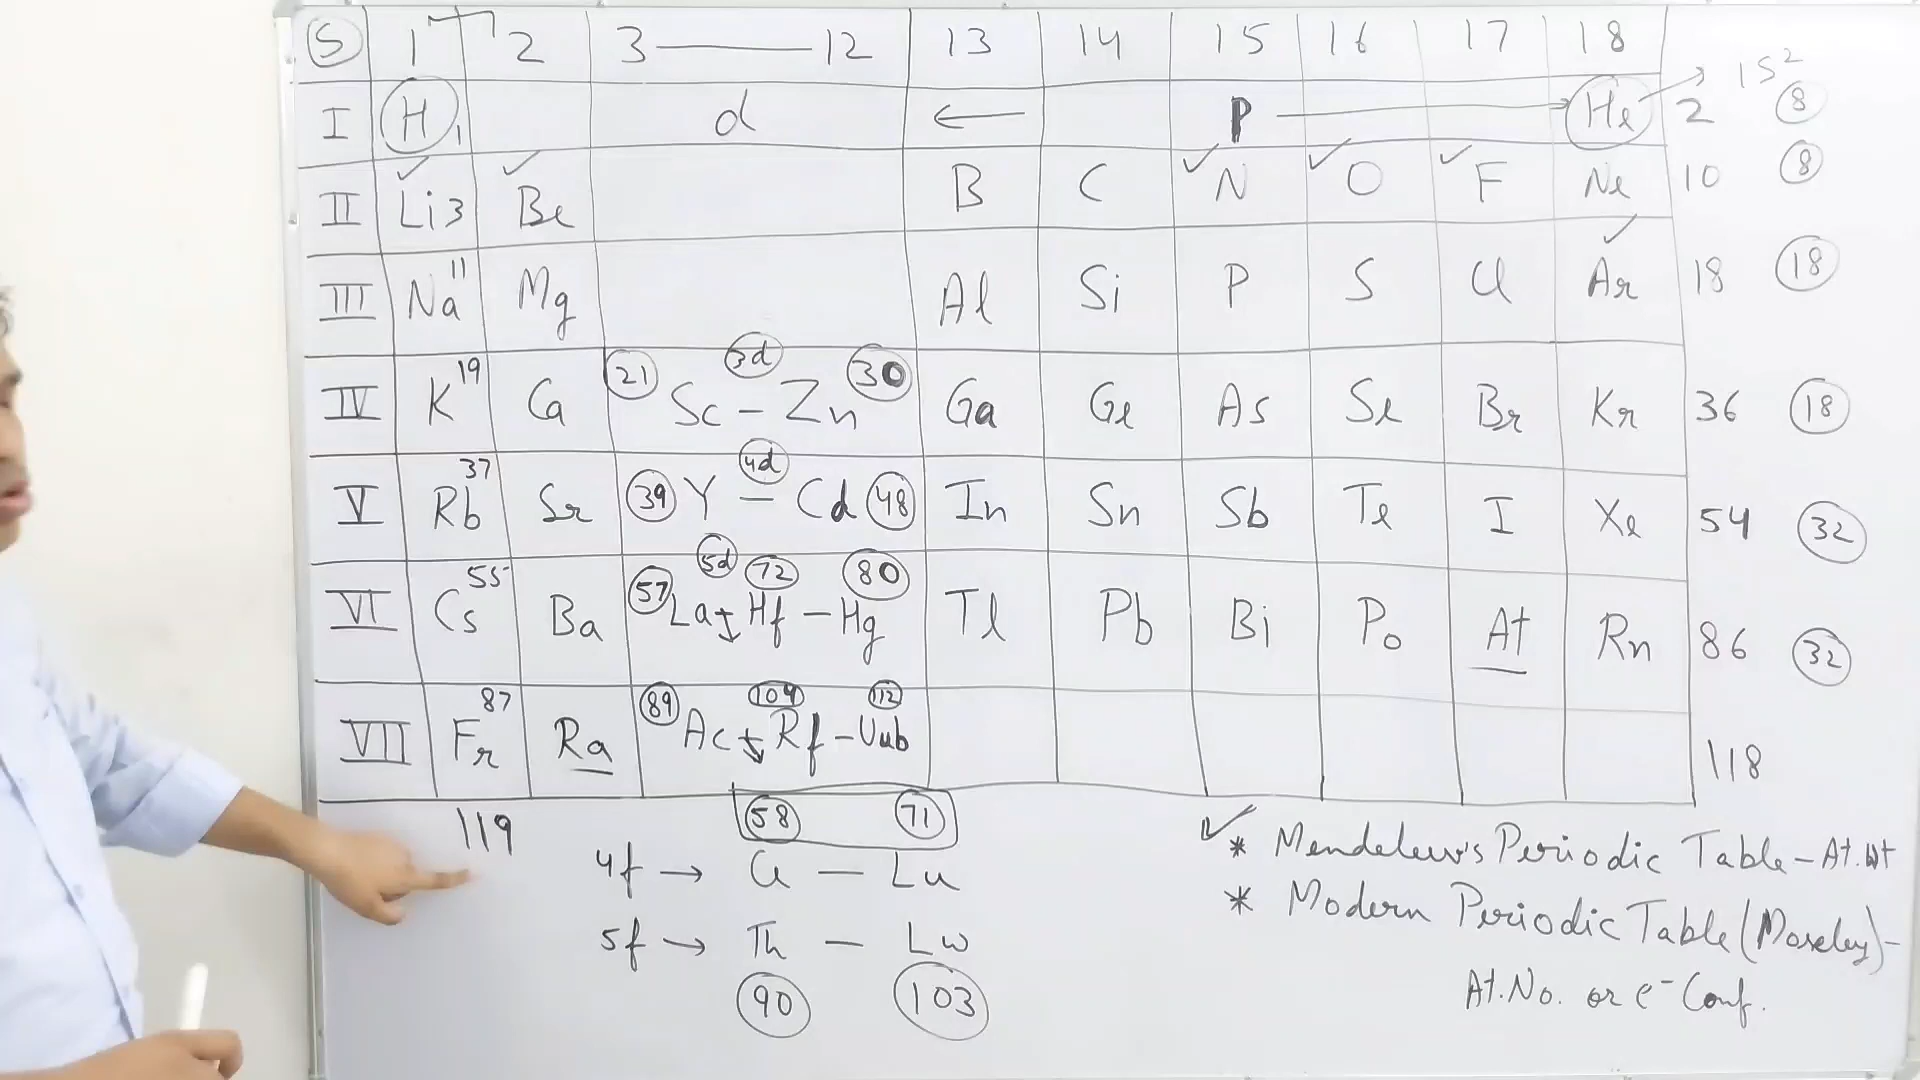 S 1 2 3 — 12 13 14 15 16 17 18
1S²
I H 1 d ← P → He 2 8
II Li 3 Be B C N O F Ne 10 8
III Na 11 Mg Al Si P S Cl Ar 18 18
IV K 19 Ca 21 Sc – Zn 30 3d Ga Ge As Se Br Kr 36 18
V Rb 37 Sr 39 Y – Cd 48 4d In Sn Sb Te I Xe 54 32
VI Cs 55 Ba 57 La Hf 72 – Hg 80 5d Tl Pb Bi Po At Rn 86 32
VII Fr 87 Ra 89 Ac Rf 104 – Uub 112 118
119 58 71
4f → Ce — Lu
5f → Th — Lw
90 103
* Mendeleev's Periodic Table – At. Wt
* Modern Periodic Table (Moseley) –
At. No. or e⁻ Conf.